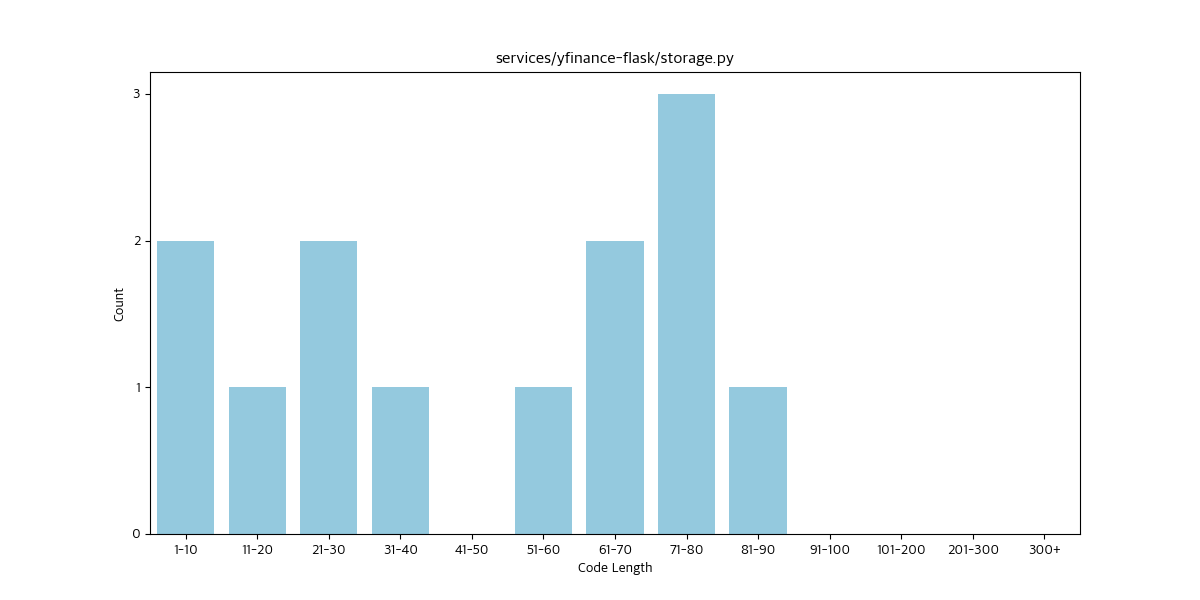 services/yfinance-flask/storage.py
3
2
1
0
Count
1-10 11-20 21-30 31-40 41-50 51-60 61-70 71-80 81-90 91-100 101-200 201-300 300+
Code Length